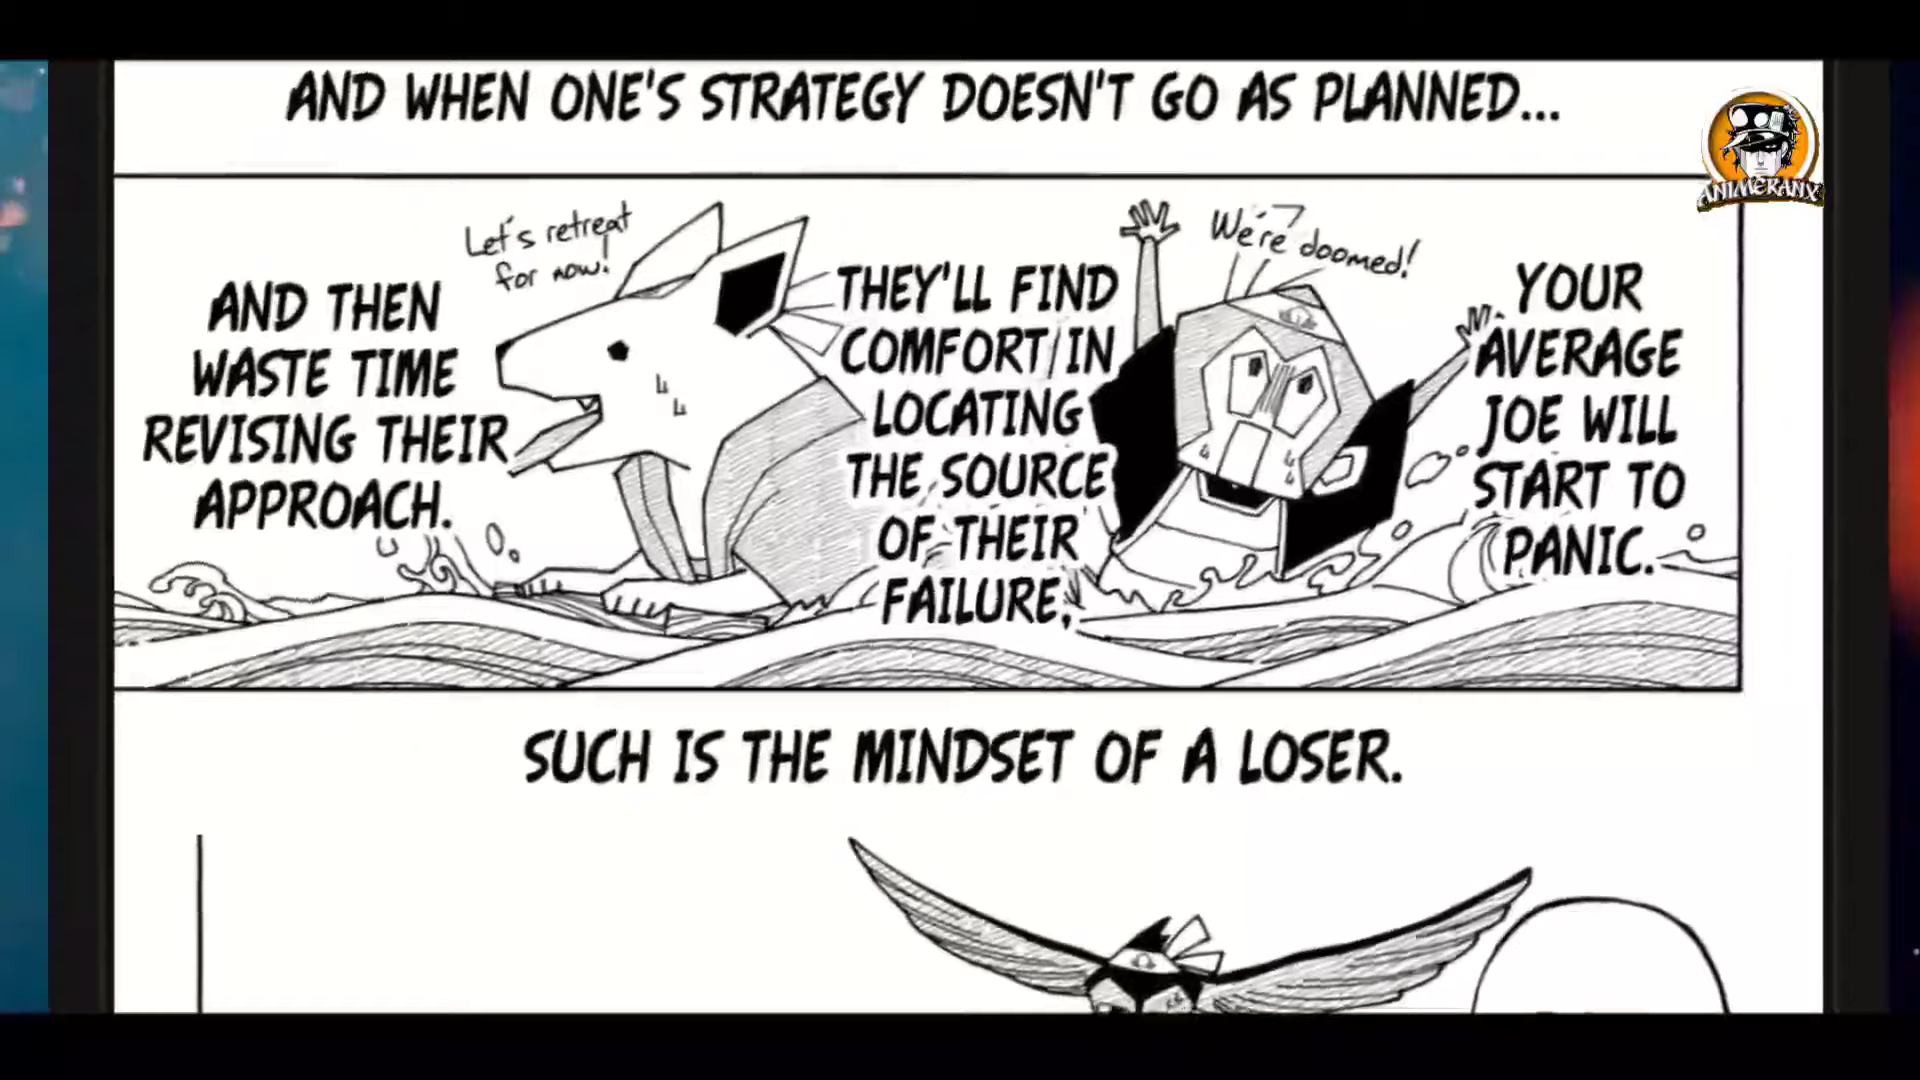 AND WHEN ONE'S STRATEGY DOESN'T GO AS PLANNED...
ANIMERANX
We're doomed!
YOUR
AVERAGE
JOE WILL
START TO
PANIC.
THEY'LL FIND
COMFORT IN
LOCATING
THE SOURCE
OF THEIR
FAILURE,
Let's retreat
for now!
AND THEN
WASTE TIME
REVISING THEIR
APPROACH.
SUCH IS THE MINDSET OF A LOSER.